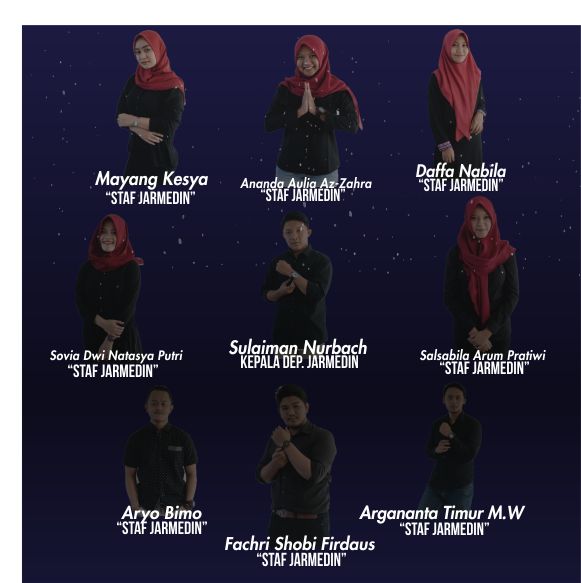 Mayang Kesya
“STAF JARMEDIN”
Ananda Aulia Az-Zahra
“STAF JARMEDIN”
Daffa Nabila
“STAF JARMEDIN”
Sovia Dwi Natasya Putri
“STAF JARMEDIN”
Sulaiman Nurbach
KEPALA DEP. JARMEDIN
Salsabila Arum Pratiwi
“STAF JARMEDIN”
Aryo Bimo
“STAF JARMEDIN”
Fachri Shobi Firdaus
“STAF JARMEDIN”
Argananta Timur M.W
“STAF JARMEDIN”